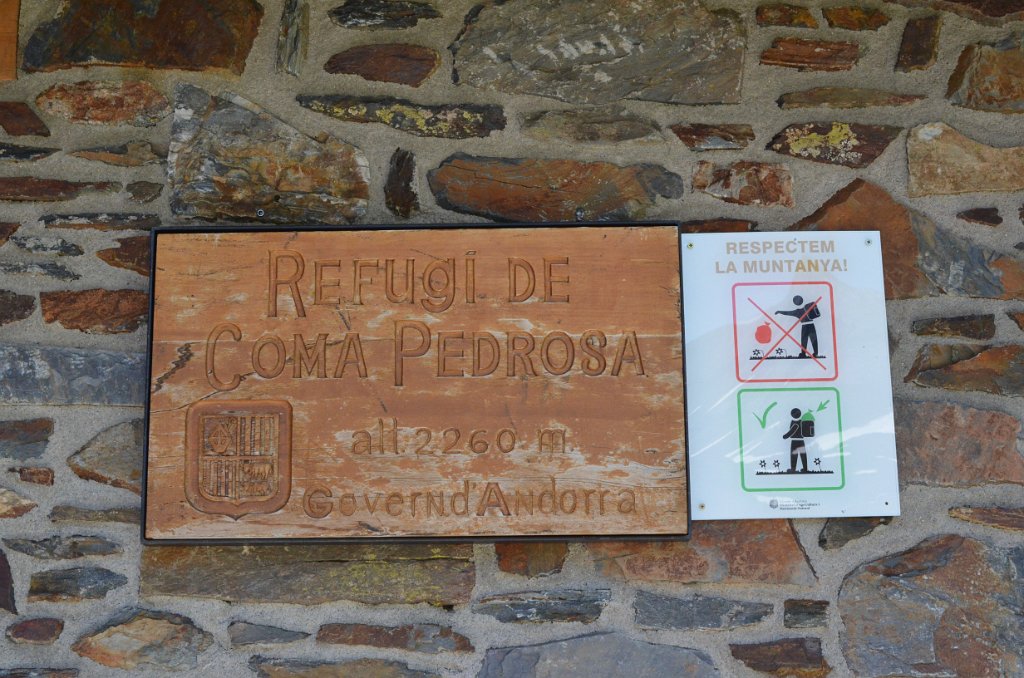 REFUGI DE
COMA PEDROSA
alt. 2260 m.
GOVERN D'ANDORRA
RESPECTEM
LA MUNTANYA!